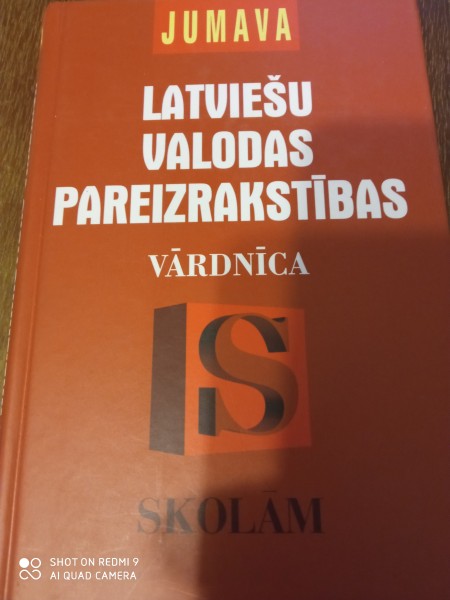 JUMAVA
LATVIEŠU
VALODAS
PAREIZRAKSTĪBAS
VĀRDNĪCA
S
SKOLĀM
SHOT ON REDMI 9
AI QUAD CAMERA